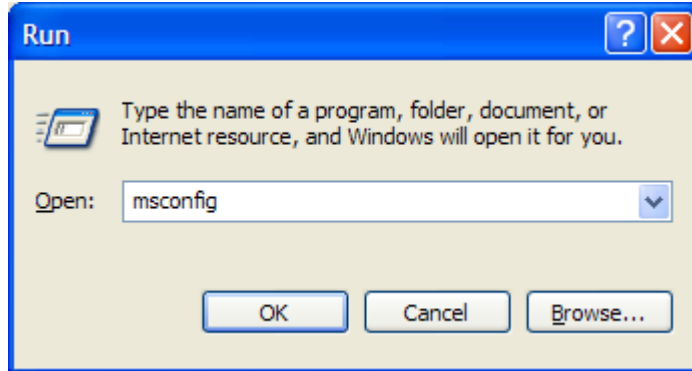 Run
Type the name of a program, folder, document, or
Internet resource, and Windows will open it for you.
Open: msconfig
OK Cancel Browse...